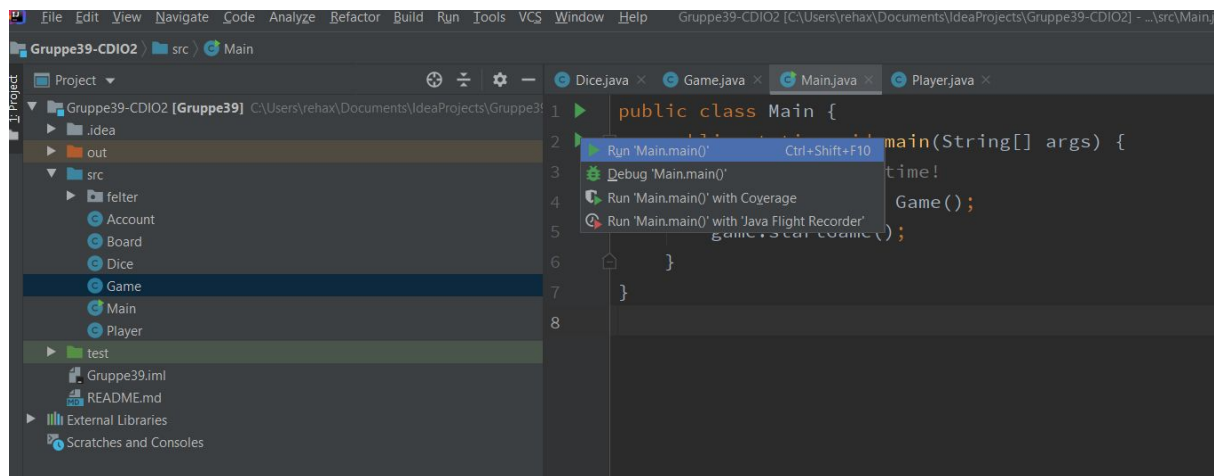 File Edit View Navigate Code Analyze Refactor Build Run Tools VCS Window Help Gruppe39-CDIO2 [C:\Users\rehax\Documents\IdeaProjects\Gruppe39-CDIO2] - ...\src\Main.j
Gruppe39-CDIO2 src Main
1: Project
Project
Dice.java Game.java Main.java Player.java
Gruppe39-CDIO2 [Gruppe39] C:\Users\rehax\Documents\IdeaProjects\Gruppe39
.idea
out
src
felter
Account
Board
Dice
Game
Main
Player
test
Gruppe39.iml
README.md
External Libraries
Scratches and Consoles
1 public class Main {
2 main(String[] args) {
Run 'Main.main()' Ctrl+Shift+F10
3 time!
Debug 'Main.main()'
4 Game();
Run 'Main.main()' with Coverage
Run 'Main.main()' with 'Java Flight Recorder'
5 game.startGame();
6 }
7 }
8